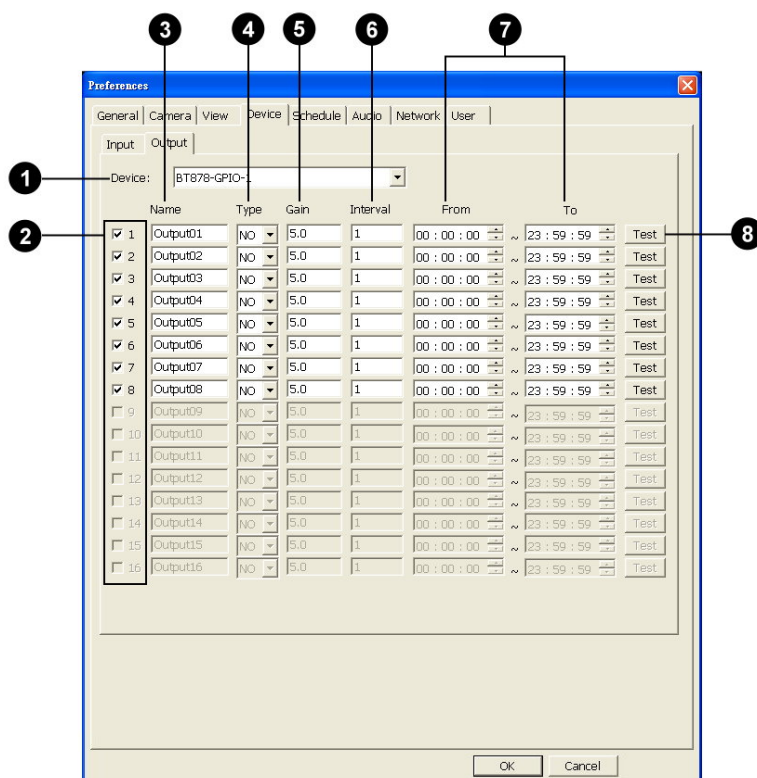 3 4 5 6 7
Preferences
General Camera View Device Schedule Audio Network User
Input Output
1 Device: BT878-GPIO-1
Name Type Gain Interval From To
2 1 Output01 NO 5.0 1 00 : 00 : 00 ~ 23 : 59 : 59 Test 8
2 Output02 NO 5.0 1 00 : 00 : 00 ~ 23 : 59 : 59 Test
3 Output03 NO 5.0 1 00 : 00 : 00 ~ 23 : 59 : 59 Test
4 Output04 NO 5.0 1 00 : 00 : 00 ~ 23 : 59 : 59 Test
5 Output05 NO 5.0 1 00 : 00 : 00 ~ 23 : 59 : 59 Test
6 Output06 NO 5.0 1 00 : 00 : 00 ~ 23 : 59 : 59 Test
7 Output07 NO 5.0 1 00 : 00 : 00 ~ 23 : 59 : 59 Test
8 Output08 NO 5.0 1 00 : 00 : 00 ~ 23 : 59 : 59 Test
9 Output09 NO 5.0 1 00 : 00 : 00 ~ 23 : 59 : 59 Test
10 Output10 NO 5.0 1 00 : 00 : 00 ~ 23 : 59 : 59 Test
11 Output11 NO 5.0 1 00 : 00 : 00 ~ 23 : 59 : 59 Test
12 Output12 NO 5.0 1 00 : 00 : 00 ~ 23 : 59 : 59 Test
13 Output13 NO 5.0 1 00 : 00 : 00 ~ 23 : 59 : 59 Test
14 Output14 NO 5.0 1 00 : 00 : 00 ~ 23 : 59 : 59 Test
15 Output15 NO 5.0 1 00 : 00 : 00 ~ 23 : 59 : 59 Test
16 Output16 NO 5.0 1 00 : 00 : 00 ~ 23 : 59 : 59 Test
OK Cancel